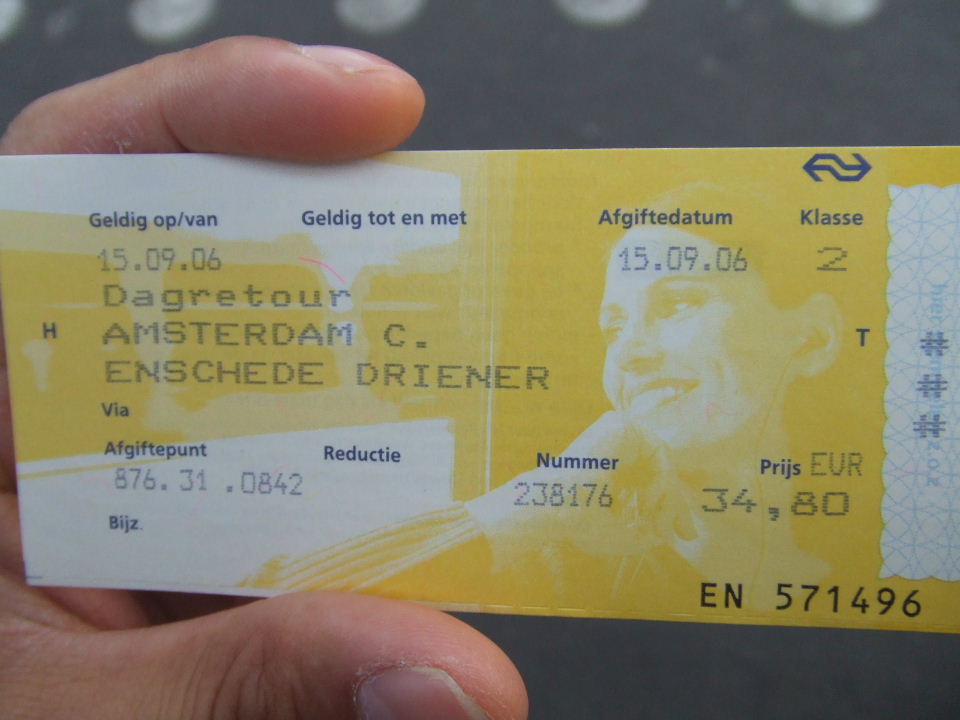 Geldig op/van Geldig tot en met Afgiftedatum Klasse
15.09.06 15.09.06 2
Dagretour
H AMSTERDAM C. T
ENSCHEDE DRIENER
Via
Afgiftepunt Reductie Nummer Prijs EUR
876.31 .0842 238176 34,80
Bijz.
EN 571496
# # #